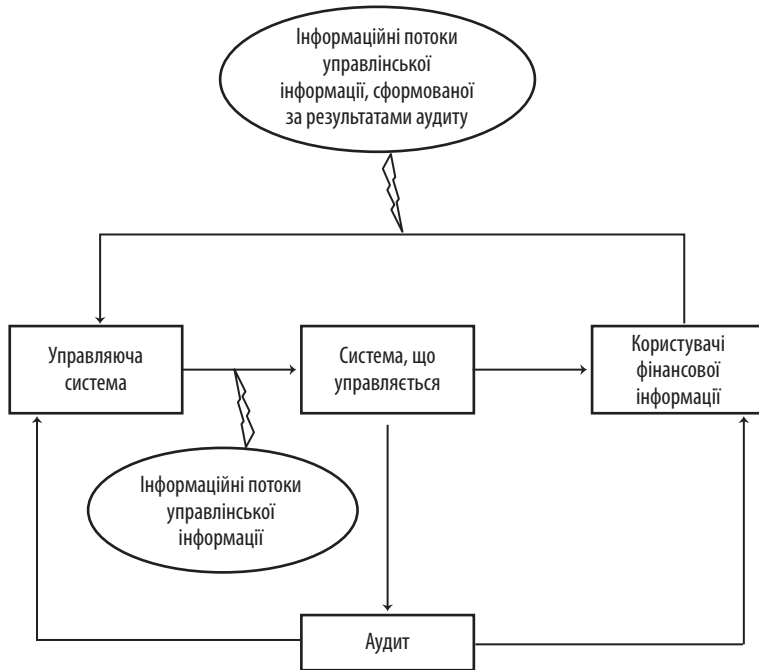 Інформаційні потоки
управлінської
інформації, сформованої
за результатами аудиту
Управляюча
система
Система, що
управляється
Користувачі
фінансової
інформації
Інформаційні потоки
управлінської
інформації
Аудит